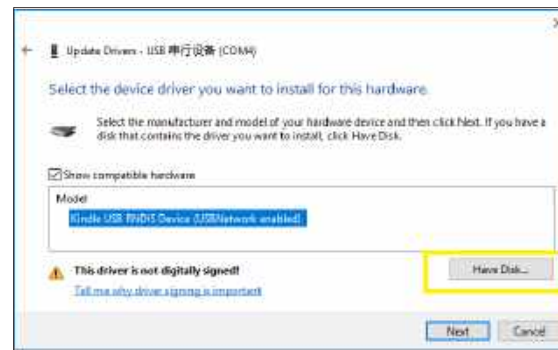 Update Drivers - USB 串行设备 (COM4)
Select the device driver you want to install for this hardware.
Select the manufacturer and model of your hardware device and then click Next. If you have a
disk that contains the driver you want to install, click Have Disk.
Show compatible hardware
Model
Kindle USB RNDIS Device (USBNetwork enabled)
This driver is not digitally signed!
Have Disk...
Tell me why driver signing is important
Next
Cancel